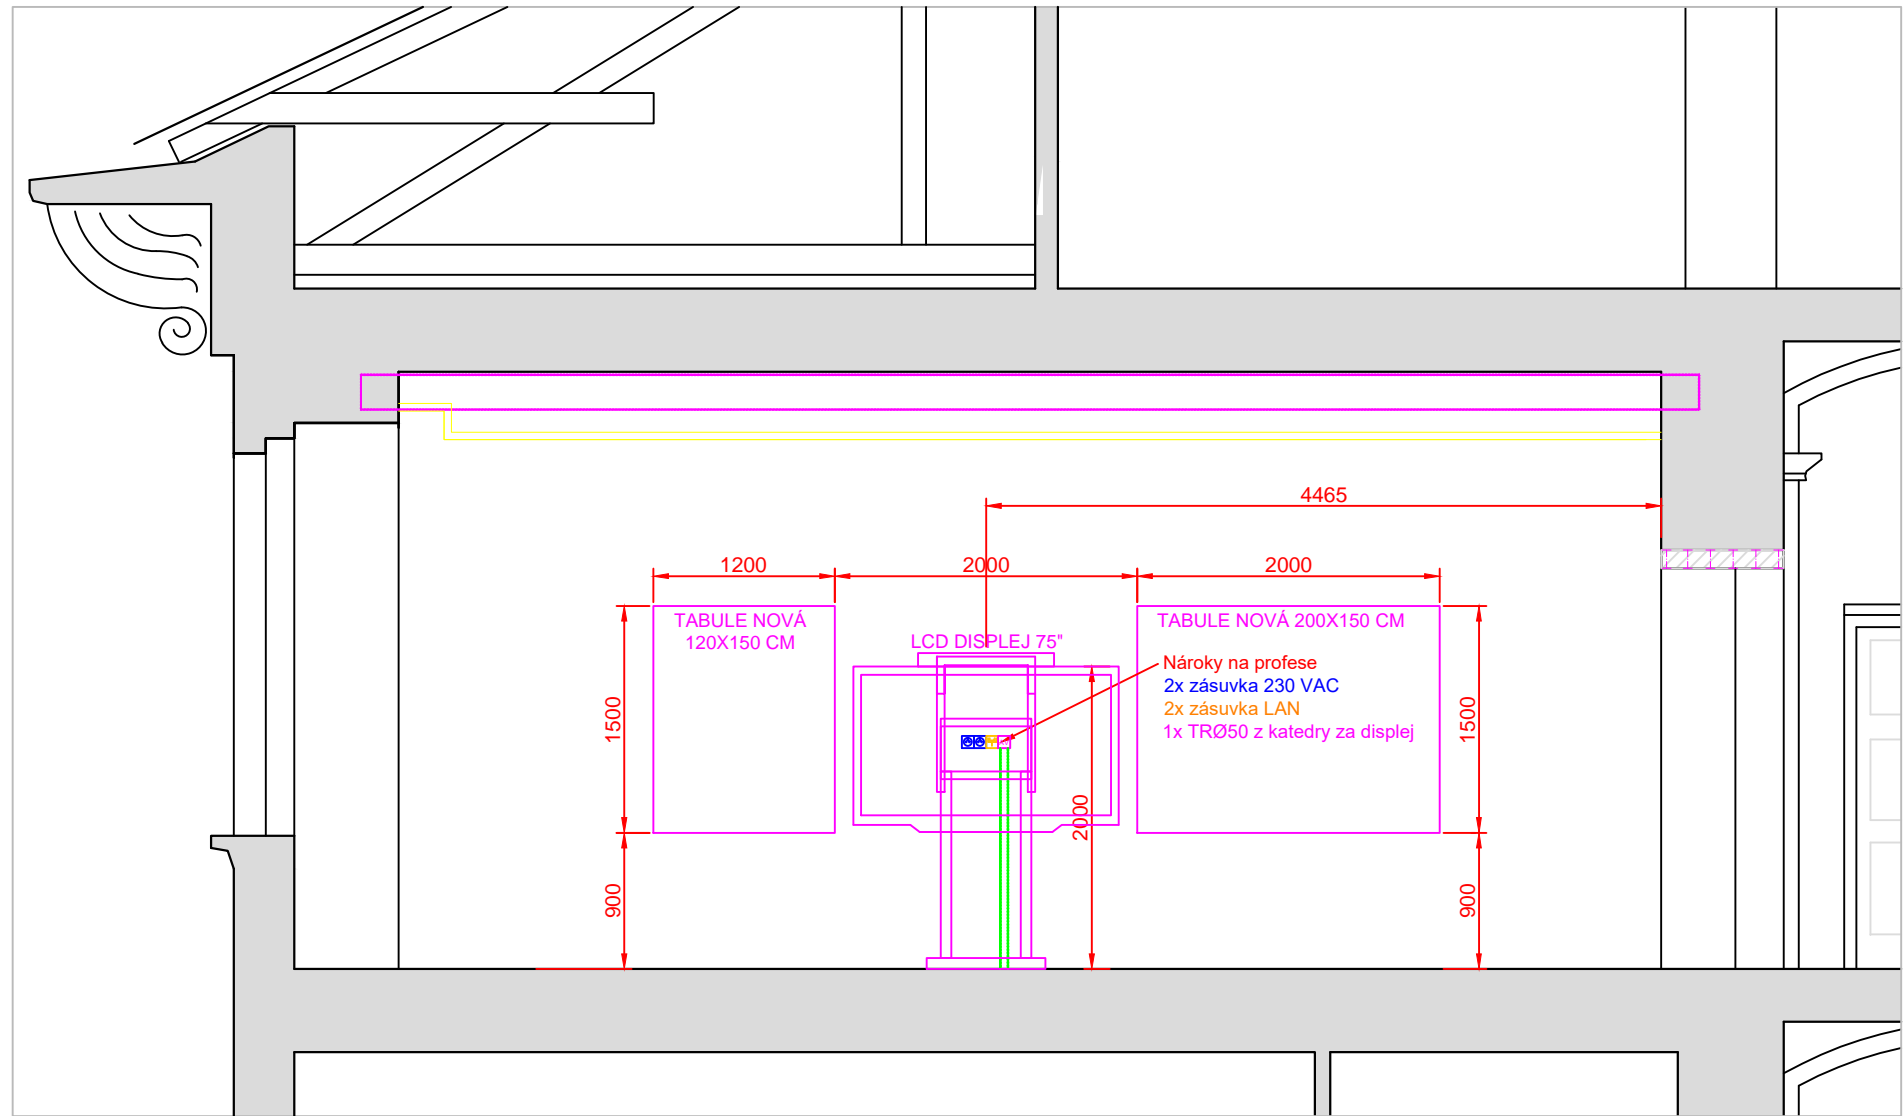 4465
1200
2000
2000
TABULE NOVÁ
120X150 CM
LCD DISPLEJ 75"
TABULE NOVÁ 200X150 CM
Nároky na profese
2x zásuvka 230 VAC
2x zásuvka LAN
1x TRØ50 z katedry za displej
1500
1500
2000
900
900